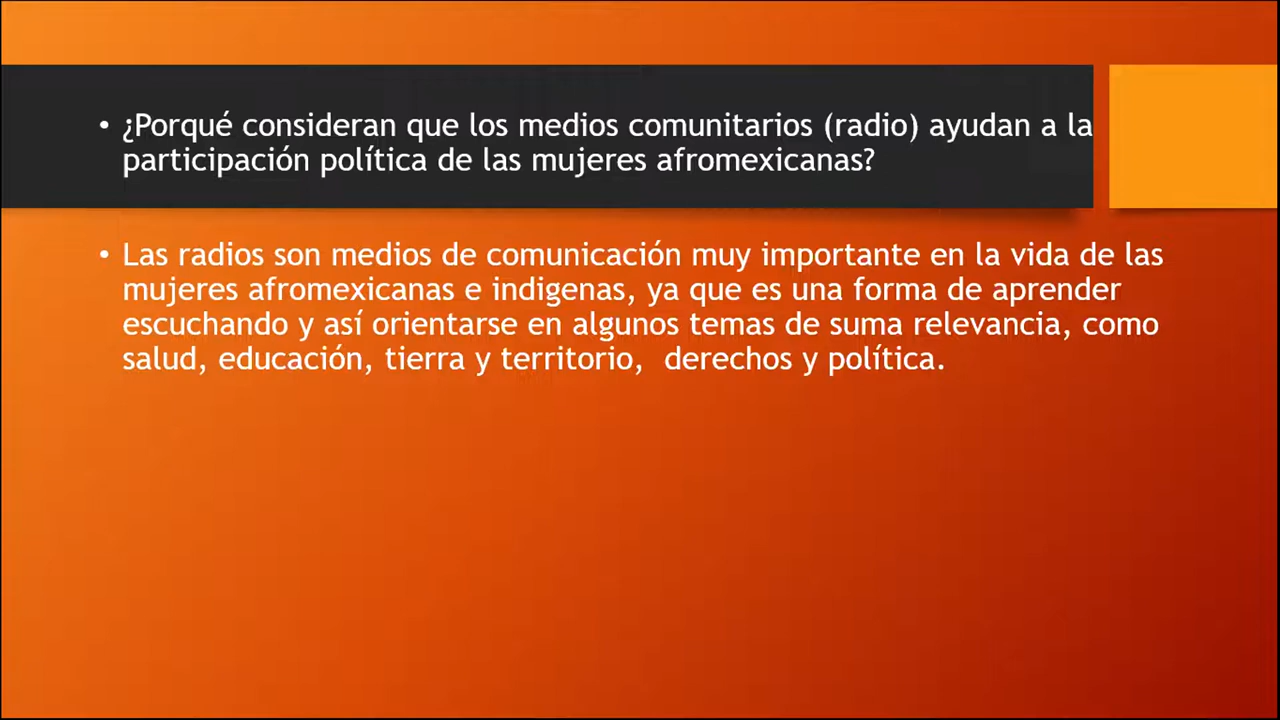 • ¿Porqué consideran que los medios comunitarios (radio) ayudan a la
participación política de las mujeres afromexicanas?
• Las radios son medios de comunicación muy importante en la vida de las
mujeres afromexicanas e indigenas, ya que es una forma de aprender
escuchando y así orientarse en algunos temas de suma relevancia, como
salud, educación, tierra y territorio,  derechos y política.